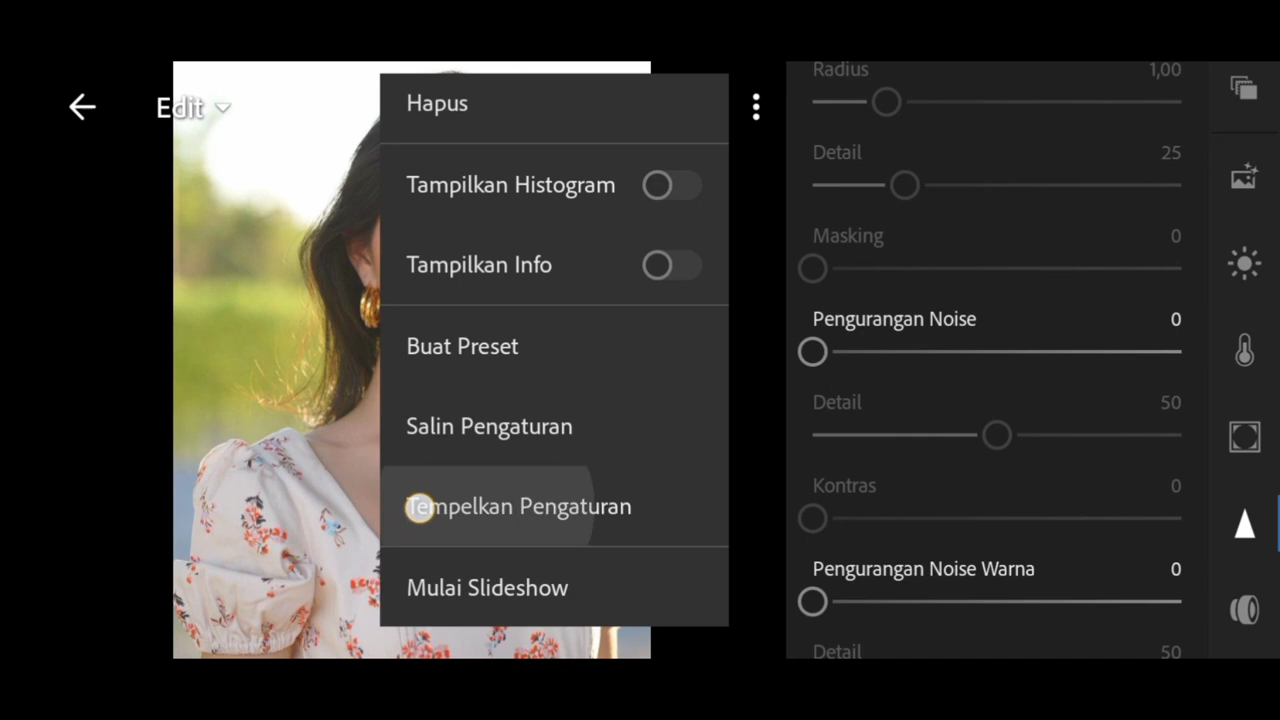 Edit
Hapus
Tampilkan Histogram
Tampilkan Info
Buat Preset
Salin Pengaturan
Tempelkan Pengaturan
Mulai Slideshow
Radius 1,00
Detail 25
Masking 0
Pengurangan Noise 0
Detail 50
Kontras 0
Pengurangan Noise Warna 0
Detail 50